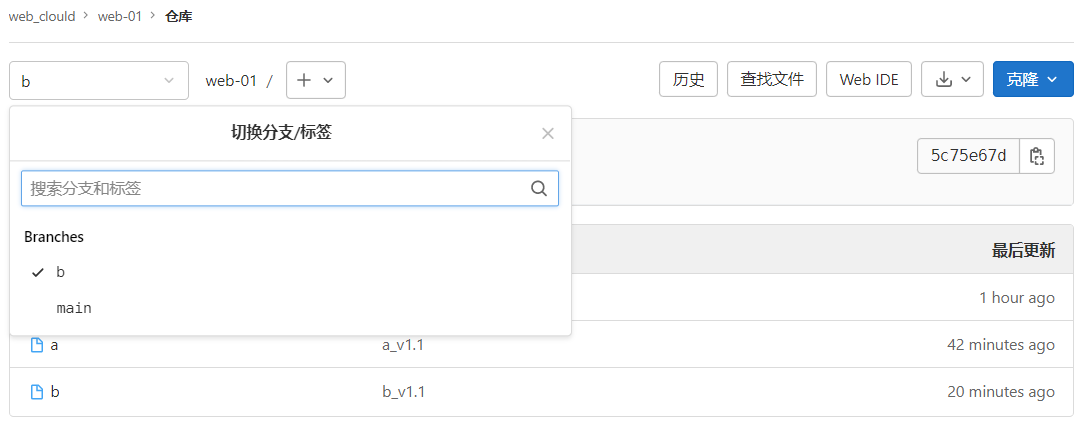 web_clould > web-01 > 仓库
b web-01 / 历史 查找文件 Web IDE 克隆
切换分支/标签
5c75e67d
搜索分支和标签
Branches
最后更新
b
main
1 hour ago
a a_v1.1 42 minutes ago
b b_v1.1 20 minutes ago